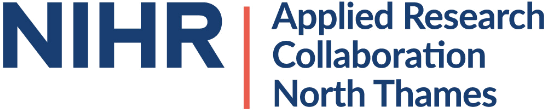 NIHR
Applied Research
Collaboration
North Thames